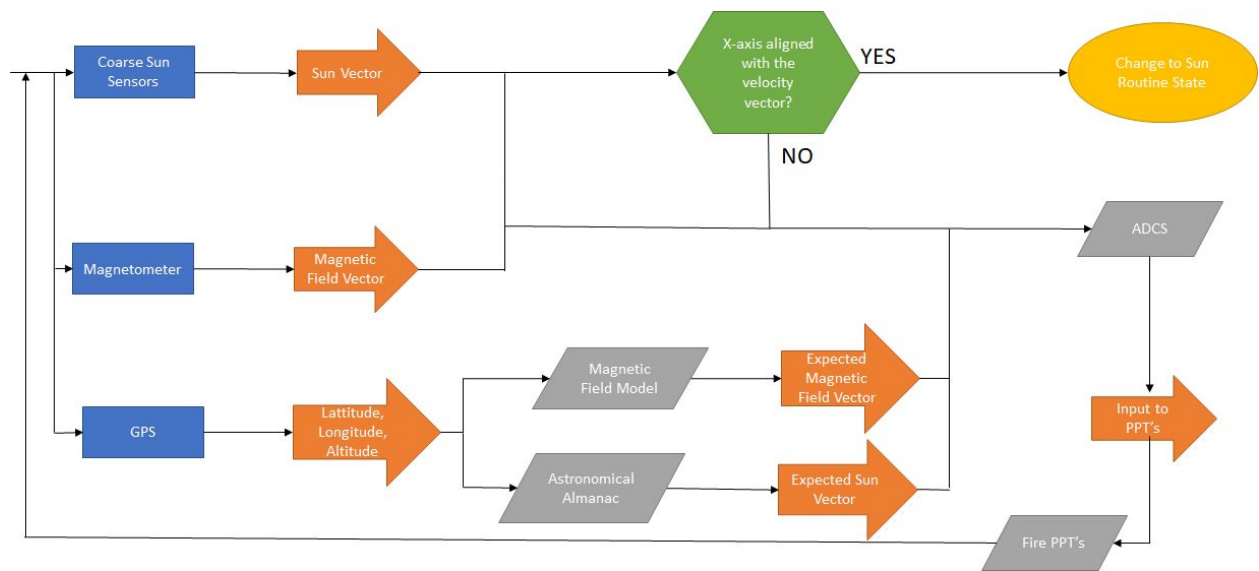 Coarse Sun
Sensors
Sun Vector
X-axis aligned
with the
velocity
vector?
YES
Change to Sun
Routine State
NO
Magnetometer
Magnetic
Field Vector
ADCS
GPS
Lattitude,
Longitude,
Altitude
Magnetic
Field Model
Expected
Magnetic
Field Vector
Astronomical
Almanac
Expected Sun
Vector
Input to
PPT's
Fire PPT's